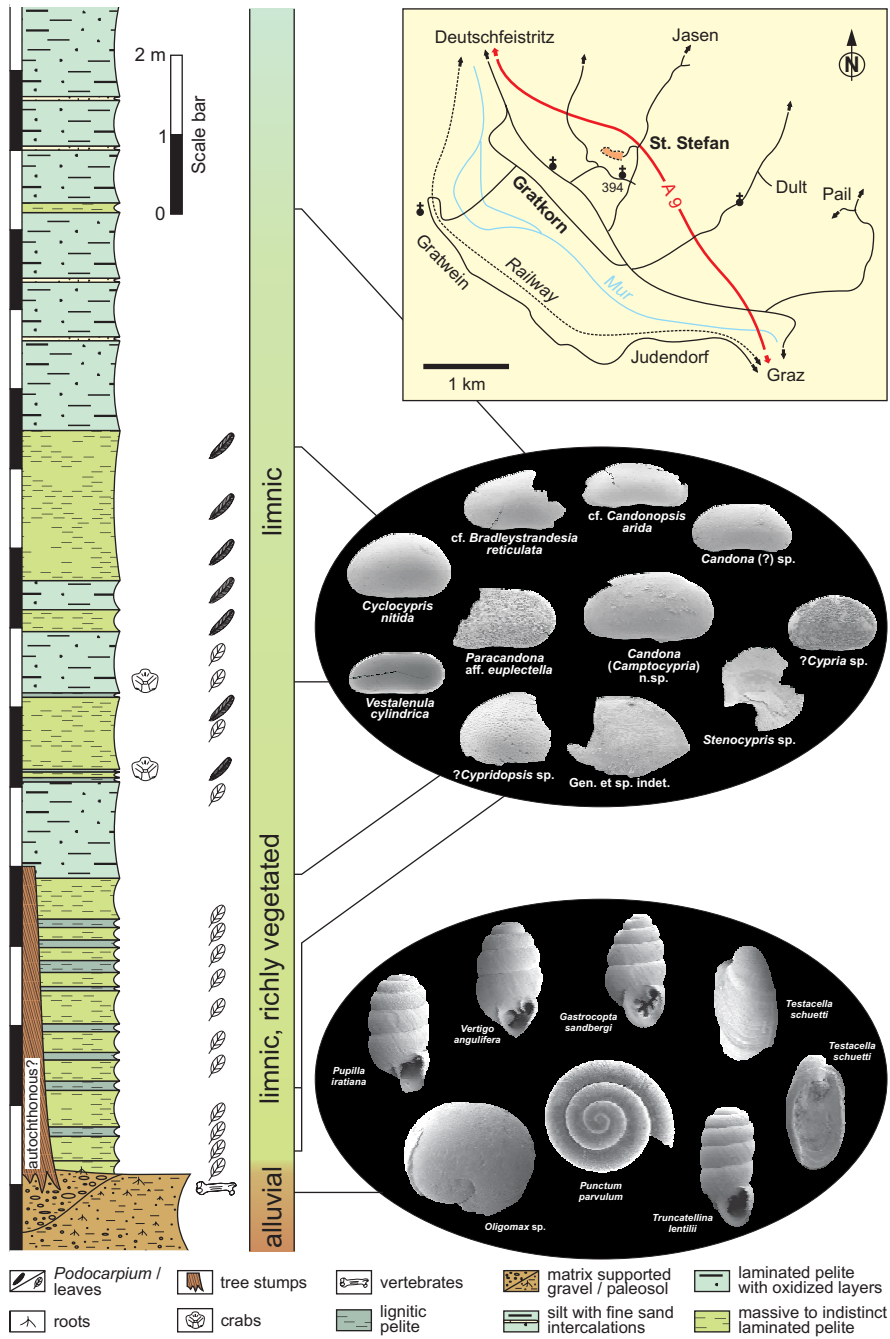 2 m
1
0
Scale bar
autochthonous?
limnic
limnic, richly vegetated
alluvial
Deutschfeistritz
Jasen
N
St. Stefan
394
Gratkorn
A 9
Dult
Pail
Gratwein
Railway
Mur
Judendorf
Graz
1 km
cf. Bradleystrandesia
reticulata
cf. Candonopsis
arida
Candona (?) sp.
Cyclocypris
nitida
Paracandona
aff. euplectella
Candona
(Camptocypria)
n.sp.
?Cypria sp.
Vestalenula
cylindrica
Stenocypris sp.
?Cypridopsis sp.
Gen. et sp. indet.
Pupilla
iratiana
Vertigo
angulifera
Gastrocopta
sandbergi
Testacella
schuetti
Testacella
schuetti
Oligomax sp.
Punctum
parvulum
Truncatellina
lentilii
Podocarpium /
leaves
tree stumps
vertebrates
matrix supported
gravel / paleosol
laminated pelite
with oxidized layers
roots
crabs
lignitic
pelite
silt with fine sand
intercalations
massive to indistinct
laminated pelite